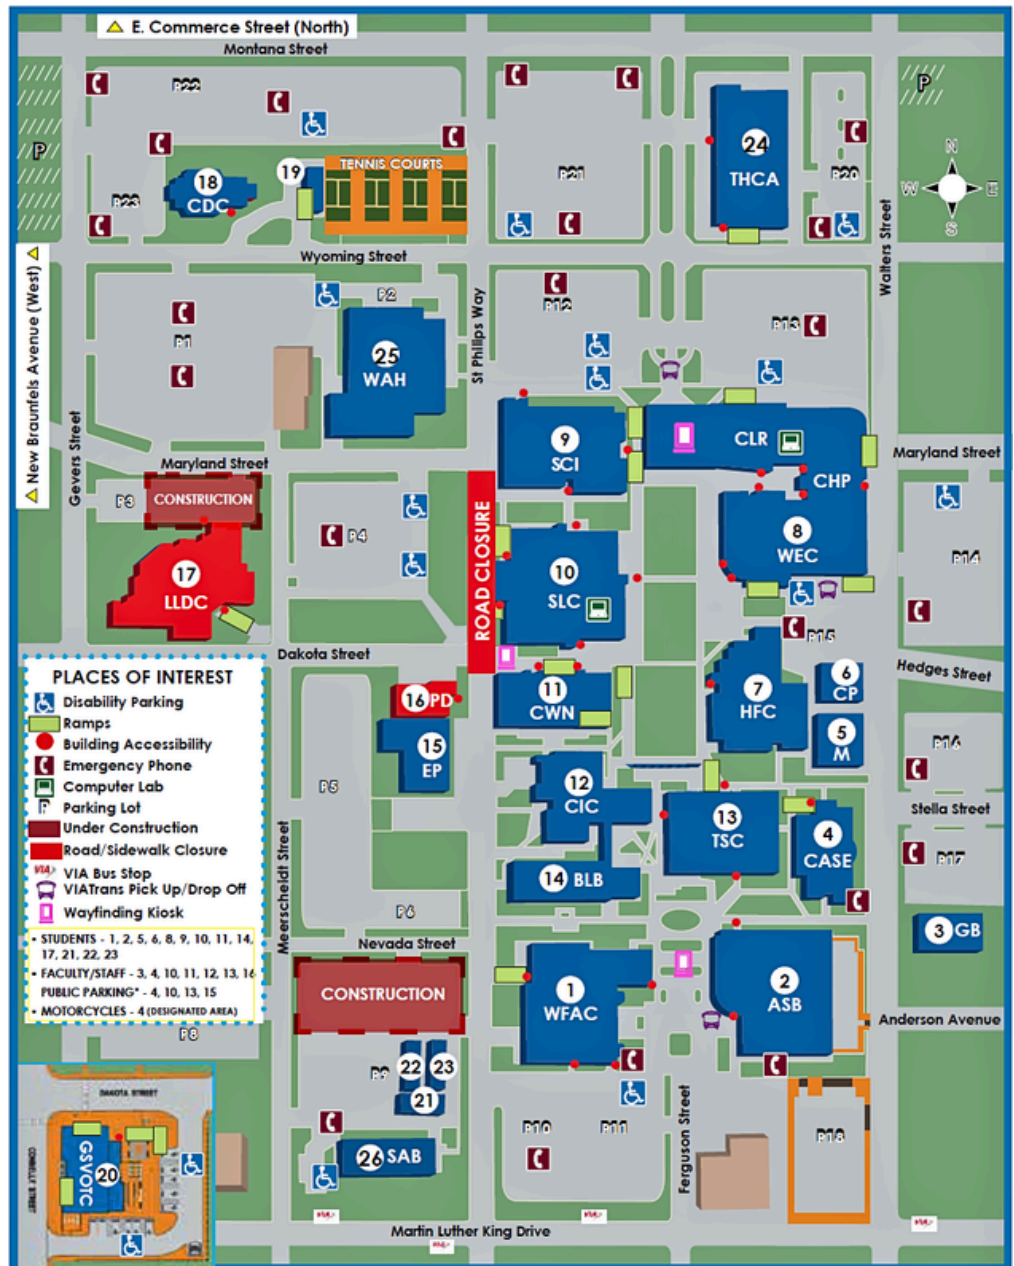 E. Commerce Street (North)
Montana Street
P22
P
P
N
W E
S
24
THCA
TENNIS COURTS
19
18
CDC
P23
P21
P20
Walters Street
Wyoming Street
New Braunfels Avenue (West)
P2
P12
P13
P1
St Philips Way
25
WAH
Gevers Street
9
SCI
CLR
CHP
Maryland Street
Maryland Street
P3
CONSTRUCTION
P4
ROAD CLOSURE
8
WEC
P14
17
LLDC
10
SLC
P15
Dakota Street
Hedges Street
PLACES OF INTEREST
Disability Parking
Ramps
Building Accessibility
Emergency Phone
Computer Lab
P Parking Lot
Under Construction
Road/Sidewalk Closure
VIA VIA Bus Stop
VIATrans Pick Up/Drop Off
Wayfinding Kiosk
• STUDENTS - 1, 2, 5, 6, 8, 9, 10, 11, 14,
17, 21, 22, 23
• FACULTY/STAFF - 3, 4, 10, 11, 12, 13, 16
PUBLIC PARKING* - 4, 10, 13, 15
• MOTORCYCLES - 4 (DESIGNATED AREA)
16 PD
11
CWN
7
HFC
6
CP
5
M
15
EP
P16
P5
12
CIC
13
TSC
Stella Street
4
CASE
P17
Meerscheidt Street
14 BLB
P6
3 GB
Nevada Street
CONSTRUCTION
1
WFAC
2
ASB
Anderson Avenue
P8
P9
22
23
21
DAKOTA STREET
Ferguson Street
P10
P11
P18
GSVOTC
20
26 SAB
VIA
VIA
VIA
Martin Luther King Drive
VIA